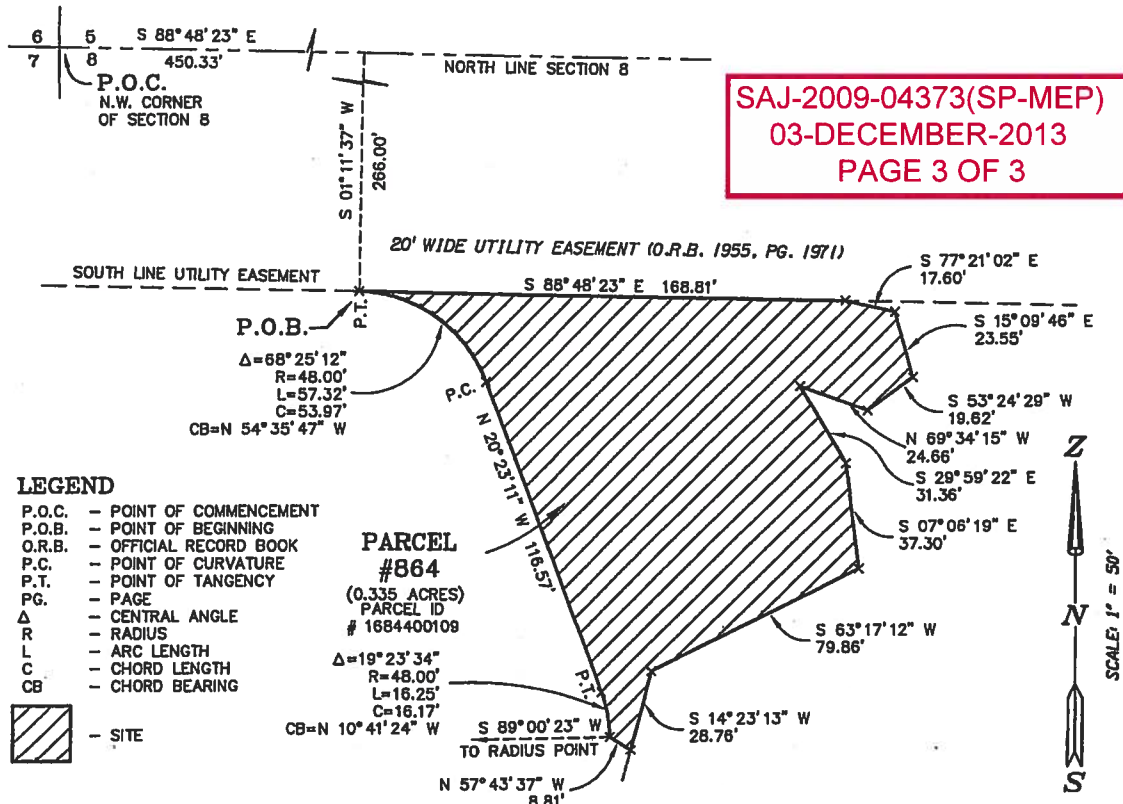 6 5
7 8
S 88°48'23" E
450.33'
P.O.C.
N.W. CORNER
OF SECTION 8
NORTH LINE SECTION 8
SAJ-2009-04373(SP-MEP)
03-DECEMBER-2013
PAGE 3 OF 3
S 01°11'37" W
266.00'
20' WIDE UTILITY EASEMENT (O.R.B. 1955, PG. 1971)
SOUTH LINE UTILITY EASEMENT
S 88°48'23" E 168.81'
S 77°21'02" E
17.60'
P.O.B.
P.T.
S 15°09'46" E
23.55'
Δ=68°25'12"
R=48.00'
L=57.32'
C=53.97'
CB=N 54°35'47" W
P.C.
S 53°24'29" W
19.62'
N 69°34'15" W
24.66'
S 29°59'22" E
31.36'
N 20°23'11" W 116.57'
S 07°06'19" E
37.30'
LEGEND
P.O.C. – POINT OF COMMENCEMENT
P.O.B. – POINT OF BEGINNING
O.R.B. – OFFICIAL RECORD BOOK
P.C. – POINT OF CURVATURE
P.T. – POINT OF TANGENCY
PG. – PAGE
Δ – CENTRAL ANGLE
R – RADIUS
L – ARC LENGTH
C – CHORD LENGTH
CB – CHORD BEARING
– SITE
PARCEL
#864
(0.335 ACRES)
PARCEL ID
# 1684400109
S 63°17'12" W
79.86'
Δ=19°23'34"
R=48.00'
L=16.25'
C=16.17'
CB=N 10°41'24" W
P.T.
S 89°00'23" W
TO RADIUS POINT
S 14°23'13" W
28.76'
N 57°43'37" W
8.81'
Z
N
S
SCALE: 1" = 50'